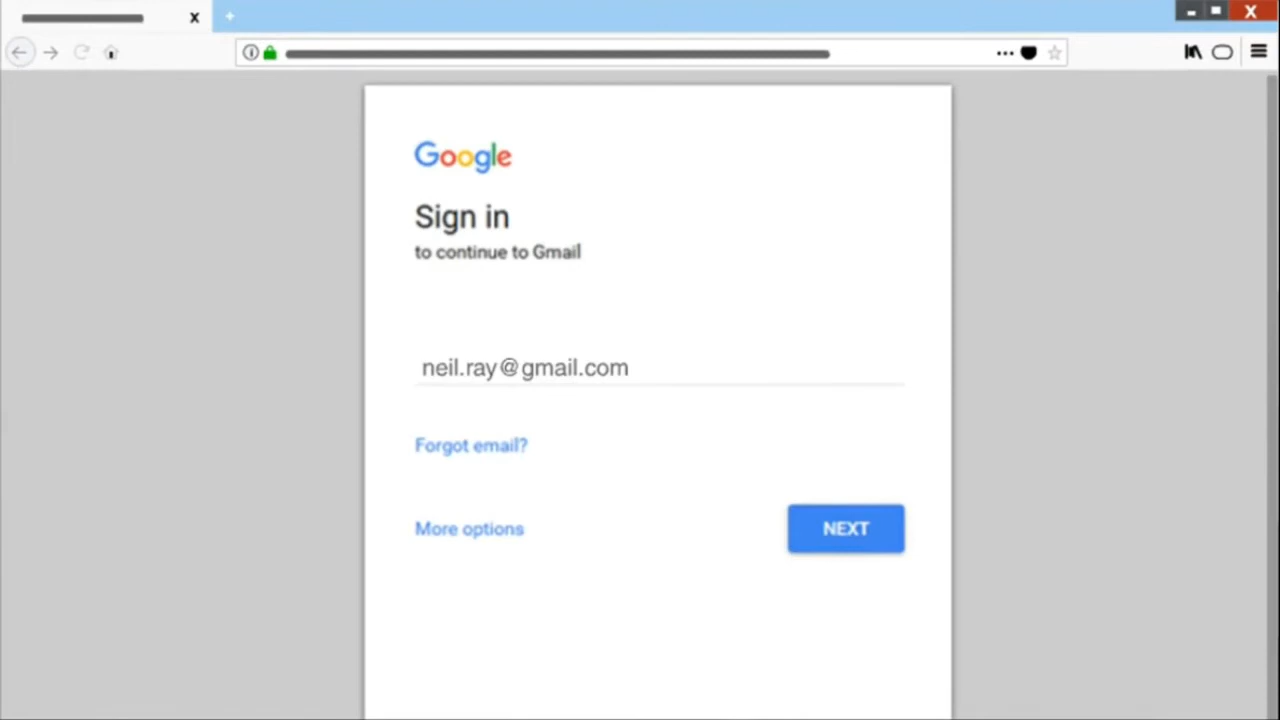 Google
Sign in
to continue to Gmail
neil.ray@gmail.com
Forgot email?
More options
NEXT